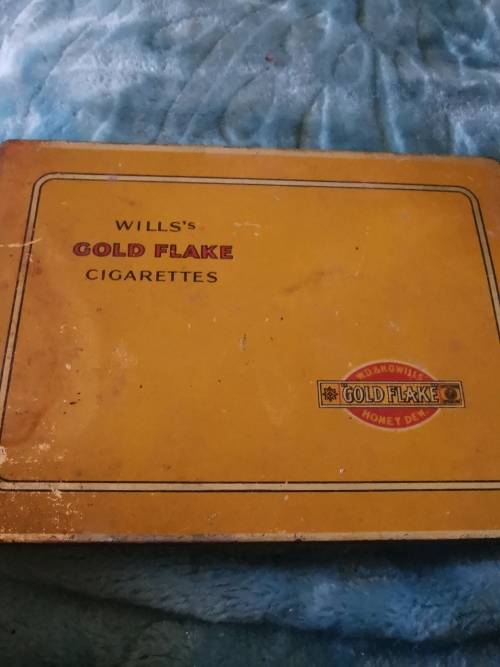 WILLS's
GOLD FLAKE
CIGARETTES
W.D. & H.O. WILLS
"GOLD FLAKE"
HONEY DEW.